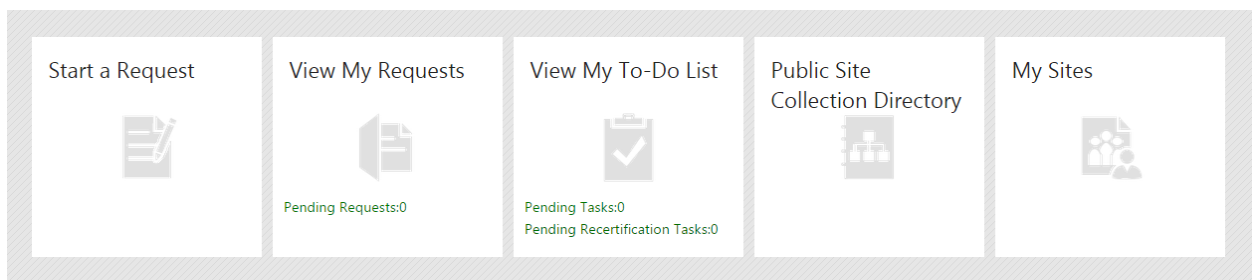 Start a Request
View My Requests
Pending Requests:0
View My To-Do List
Pending Tasks:0
Pending Recertification Tasks:0
Public Site
Collection Directory
My Sites